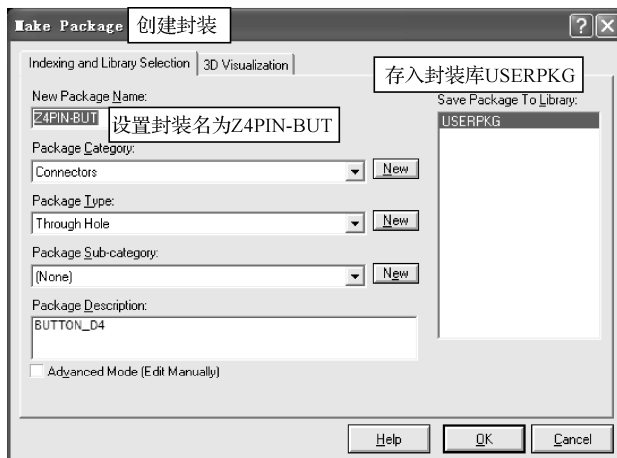 Make Package
创建封装
Indexing and Library Selection
3D Visualization
存入封装库USERPKG
New Package Name:
Save Package To Library:
Z4PIN-BUT
设置封装名为Z4PIN-BUT
USERPKG
Package Category:
Connectors
New
Package Type:
Through Hole
New
Package Sub-category:
(None)
New
Package Description:
BUTTON_D4
Advanced Mode (Edit Manually)
Help
OK
Cancel